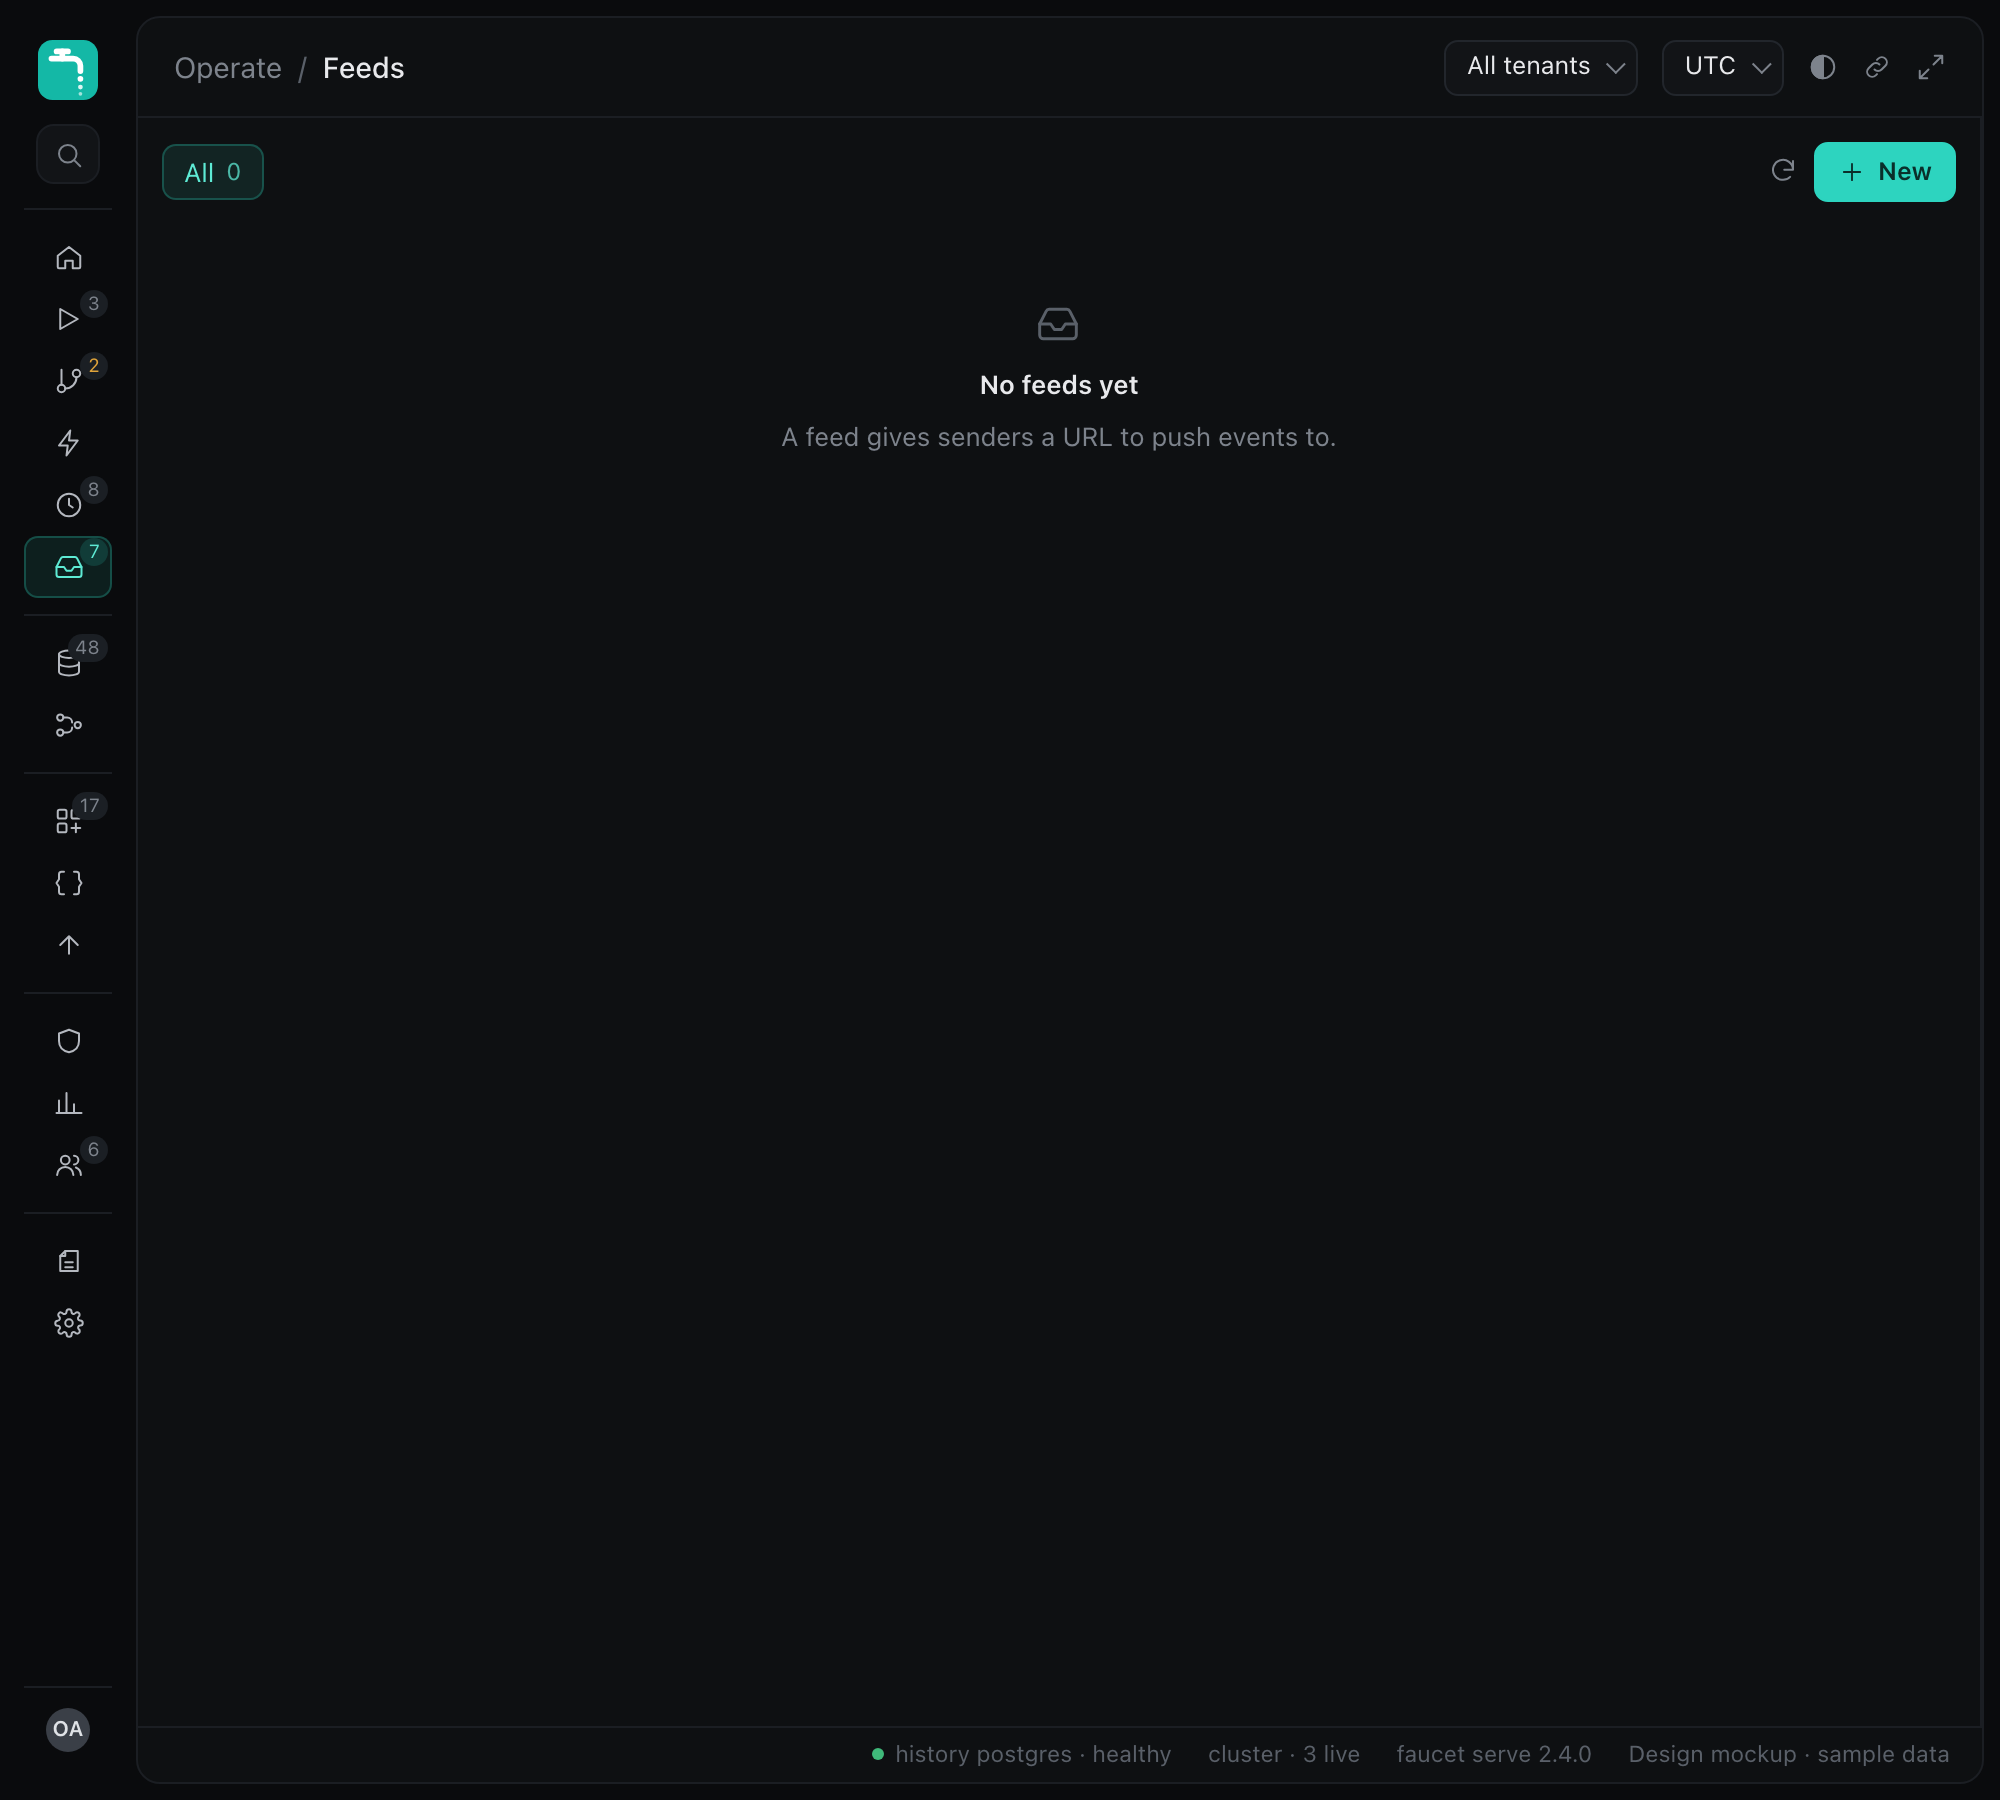 Operate / Feeds
All tenants
UTC
All 0
New
3
2
8
7
48
17
6
No feeds yet
A feed gives senders a URL to push events to.
OA
history postgres · healthy
cluster · 3 live
faucet serve 2.4.0
Design mockup · sample data